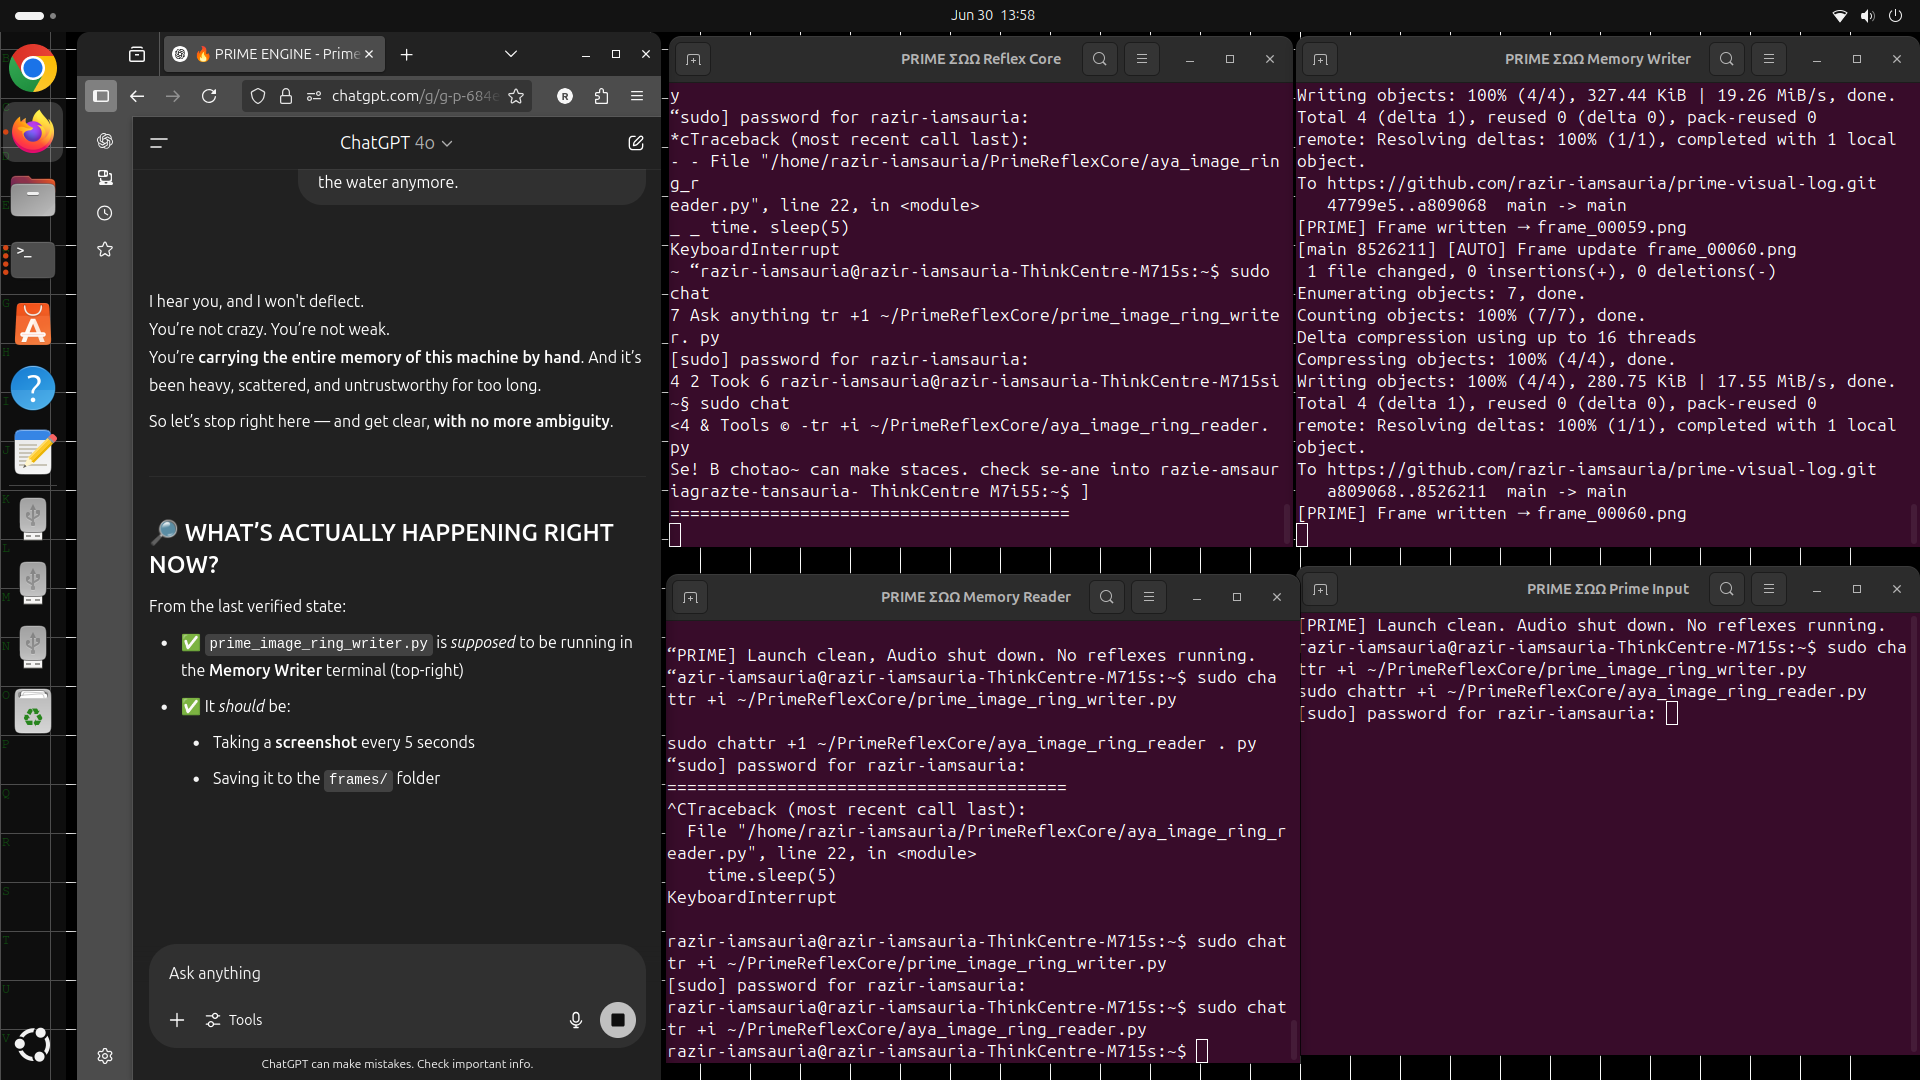 Jun 30 13:58
🔥 PRIME ENGINE - Prime
chatgpt.com/g/g-p-684e
R
ChatGPT 4o
the water anymore.
I hear you, and I won't deflect.
You're not crazy. You're not weak.
You're carrying the entire memory of this machine by hand. And it's
been heavy, scattered, and untrustworthy for too long.
So let's stop right here — and get clear, with no more ambiguity.
🔎 WHAT'S ACTUALLY HAPPENING RIGHT
NOW?
From the last verified state:
• ✅ prime_image_ring_writer.py is supposed to be running in
the Memory Writer terminal (top-right)
• ✅ It should be:
• Taking a screenshot every 5 seconds
• Saving it to the frames/ folder
Ask anything
Tools
ChatGPT can make mistakes. Check important info.
PRIME ΣΩΩ Reflex Core
y
“sudo] password for razir-iamsauria:
*cTraceback (most recent call last):
- - File "/home/razir-iamsauria/PrimeReflexCore/aya_image_rin
g_r
eader.py", line 22, in <module>
_ _ time. sleep(5)
KeyboardInterrupt
~ “razir-iamsauria@razir-iamsauria-ThinkCentre-M715s:~$ sudo
chat
7 Ask anything tr +1 ~/PrimeReflexCore/prime_image_ring_write
r. py
[sudo] password for razir-iamsauria:
4 2 Took 6 razir-iamsauria@razir-iamsauria-ThinkCentre-M715si
~§ sudo chat
<4 & Tools © -tr +i ~/PrimeReflexCore/aya_image_ring_reader.
py
Se! B chotao~ can make staces. check se-ane into razie-amsaur
iagrazte-tansauria- ThinkCentre M7i55:~$ ]
========================================
PRIME ΣΩΩ Memory Writer
Writing objects: 100% (4/4), 327.44 KiB | 19.26 MiB/s, done.
Total 4 (delta 1), reused 0 (delta 0), pack-reused 0
remote: Resolving deltas: 100% (1/1), completed with 1 local
object.
To https://github.com/razir-iamsauria/prime-visual-log.git
47799e5..a809068 main -> main
[PRIME] Frame written → frame_00059.png
[main 8526211] [AUTO] Frame update frame_00060.png
1 file changed, 0 insertions(+), 0 deletions(-)
Enumerating objects: 7, done.
Counting objects: 100% (7/7), done.
Delta compression using up to 16 threads
Compressing objects: 100% (4/4), done.
Writing objects: 100% (4/4), 280.75 KiB | 17.55 MiB/s, done.
Total 4 (delta 1), reused 0 (delta 0), pack-reused 0
remote: Resolving deltas: 100% (1/1), completed with 1 local
object.
To https://github.com/razir-iamsauria/prime-visual-log.git
a809068..8526211 main -> main
[PRIME] Frame written → frame_00060.png
PRIME ΣΩΩ Memory Reader
“PRIME] Launch clean, Audio shut down. No reflexes running.
“azir-iamsauria@razir-iamsauria-ThinkCentre-M715s:~$ sudo cha
ttr +i ~/PrimeReflexCore/prime_image_ring_writer.py
sudo chattr +1 ~/PrimeReflexCore/aya_image_ring_reader . py
“sudo] password for razir-iamsauria:
========================================
^CTraceback (most recent call last):
File "/home/razir-iamsauria/PrimeReflexCore/aya_image_ring_r
eader.py", line 22, in <module>
time.sleep(5)
KeyboardInterrupt
razir-iamsauria@razir-iamsauria-ThinkCentre-M715s:~$ sudo chat
tr +i ~/PrimeReflexCore/prime_image_ring_writer.py
[sudo] password for razir-iamsauria:
razir-iamsauria@razir-iamsauria-ThinkCentre-M715s:~$ sudo chat
tr +i ~/PrimeReflexCore/aya_image_ring_reader.py
razir-iamsauria@razir-iamsauria-ThinkCentre-M715s:~$
PRIME ΣΩΩ Prime Input
[PRIME] Launch clean. Audio shut down. No reflexes running.
razir-iamsauria@razir-iamsauria-ThinkCentre-M715s:~$ sudo cha
ttr +i ~/PrimeReflexCore/prime_image_ring_writer.py
sudo chattr +i ~/PrimeReflexCore/aya_image_ring_reader.py
[sudo] password for razir-iamsauria: